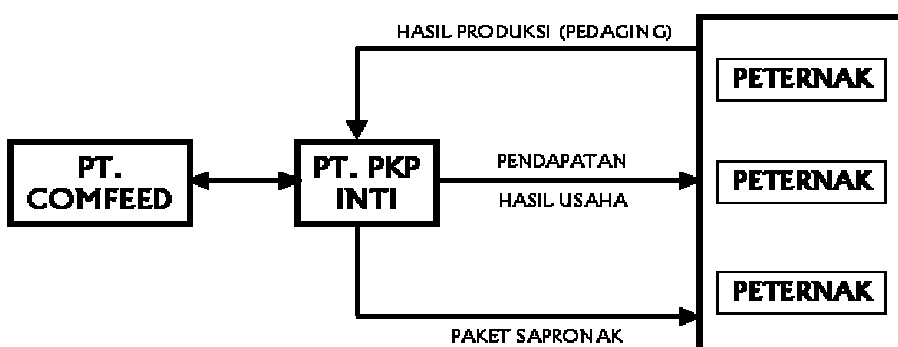 HASIL PRODUKSI (PEDAGING)
PETERNAK
PT.
COMFEED
PT. PKP
INTI
PENDAPATAN
HASIL USAHA
PETERNAK
PETERNAK
PAKET SAPRONAK